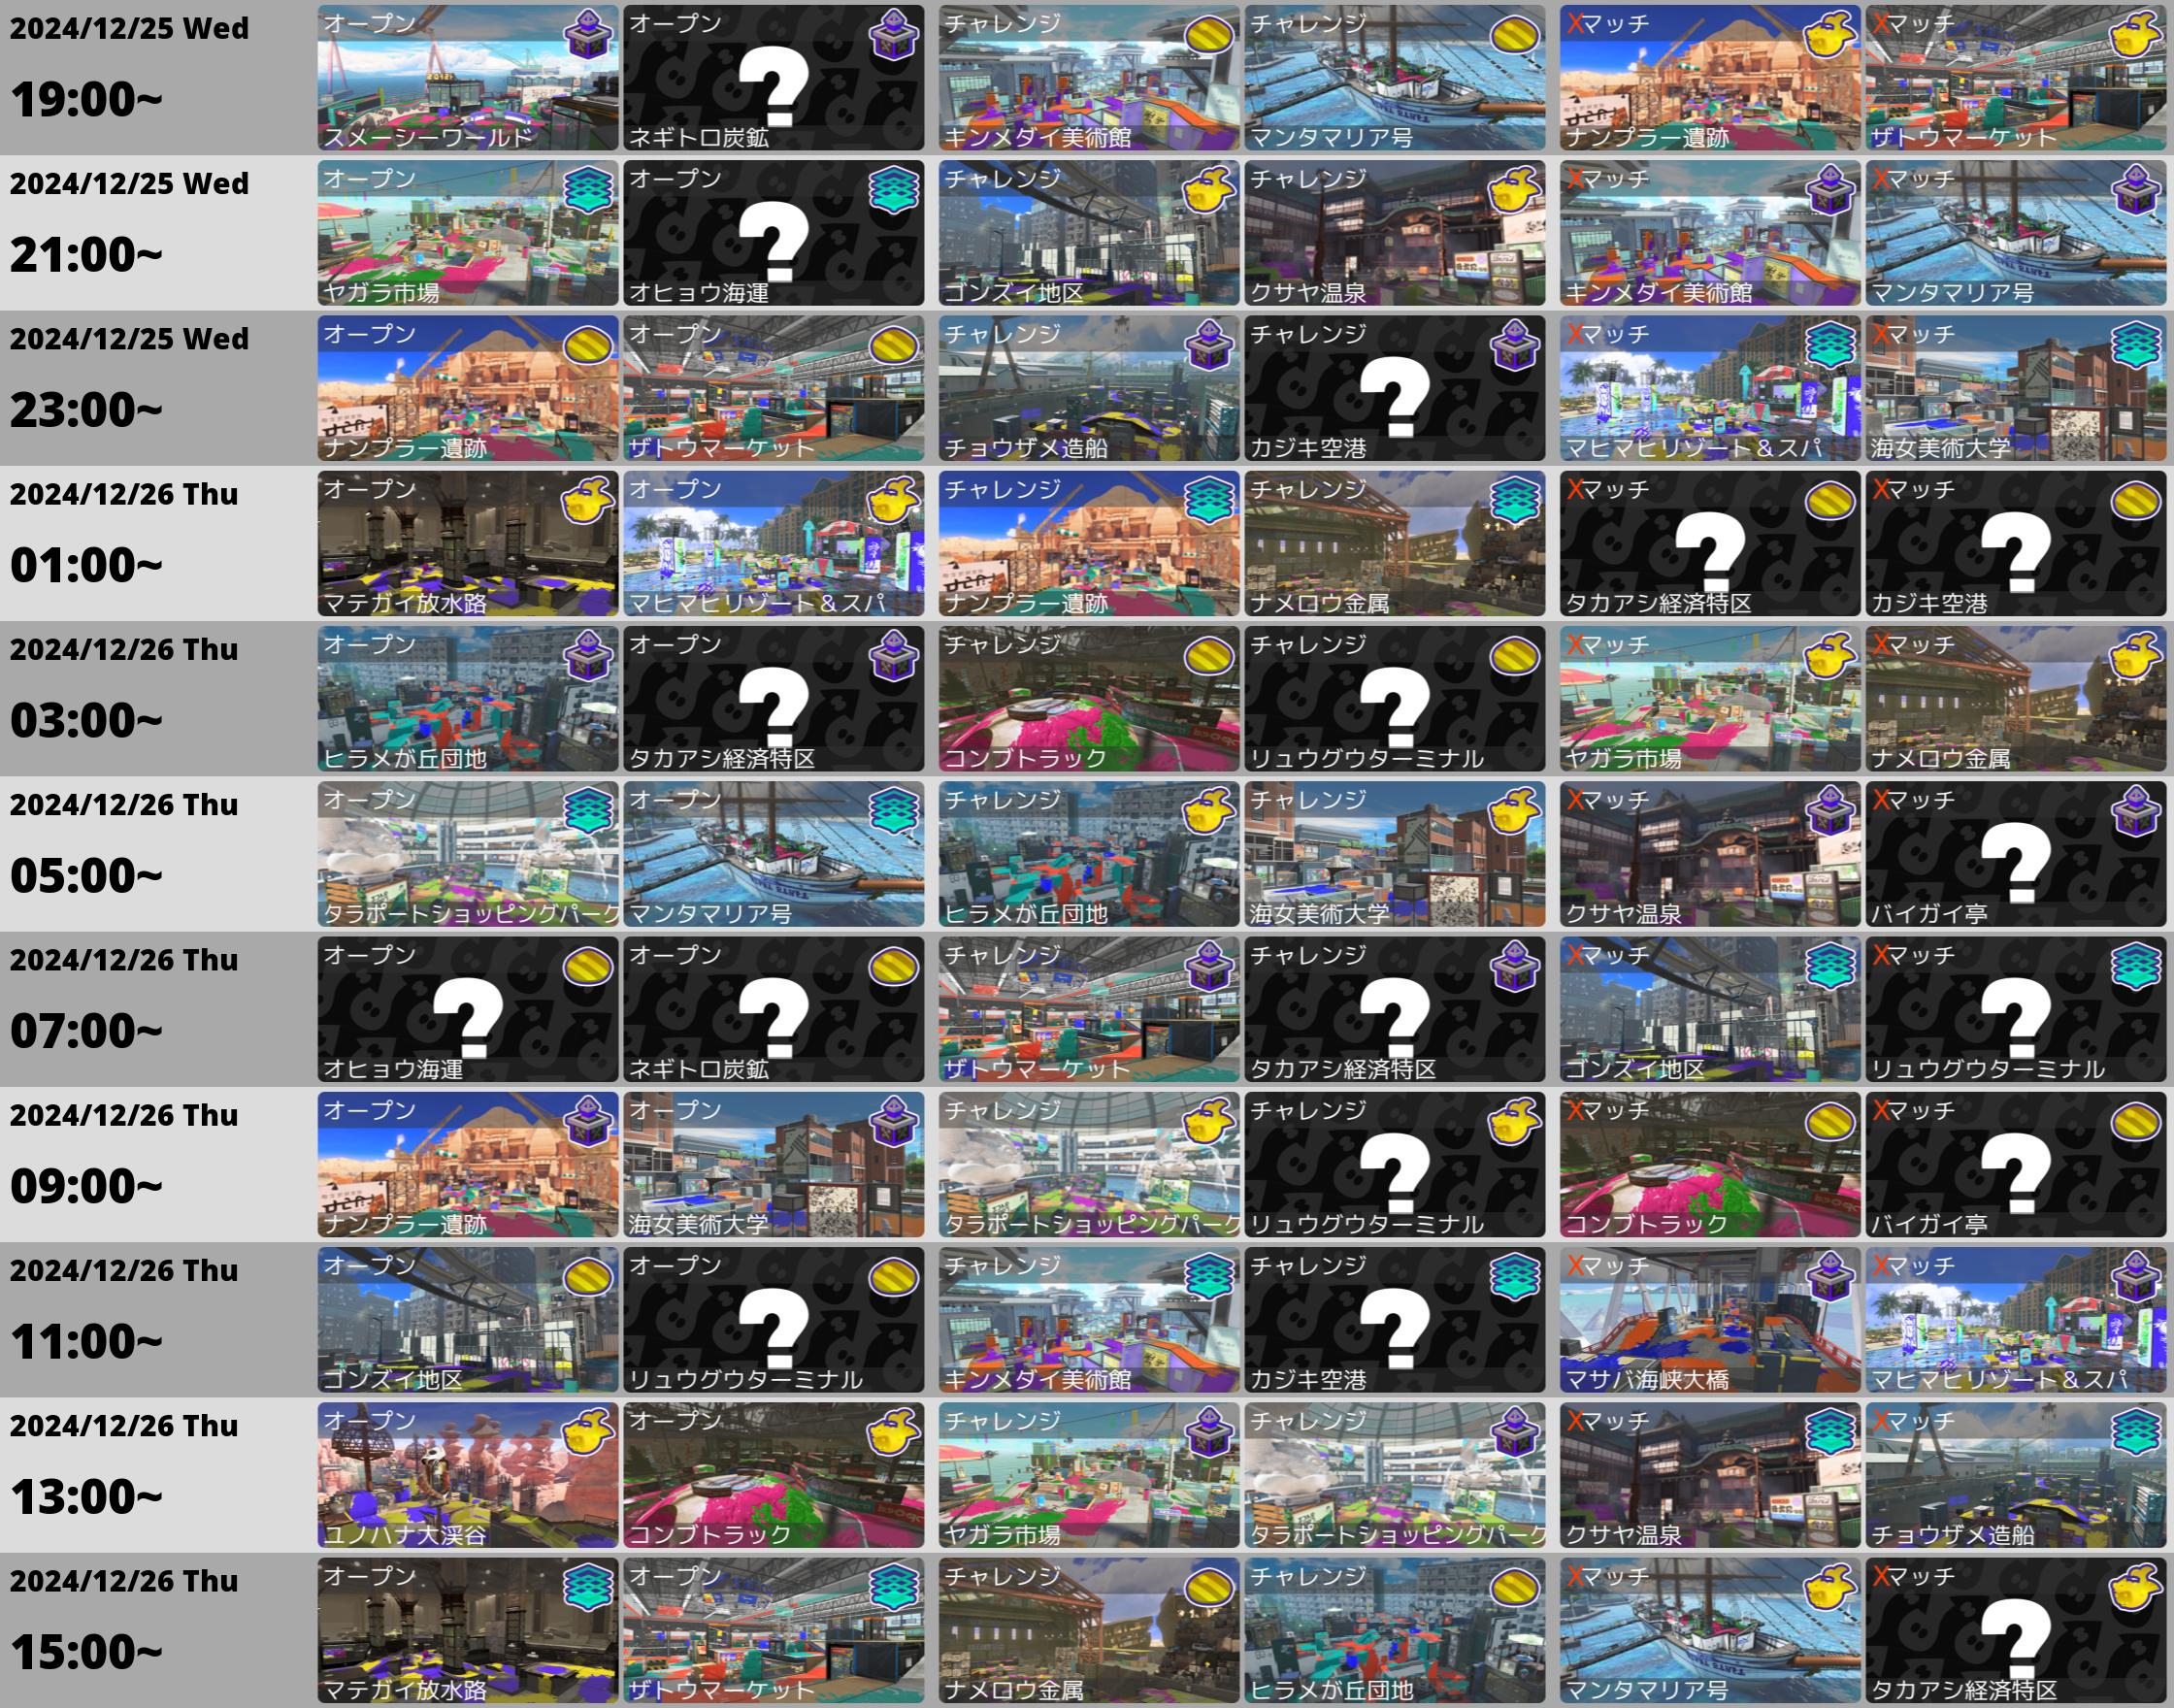 2024/12/25 Wed
19:00~
オープン オープン チャレンジ チャレンジ Xマッチ Xマッチ
スメーシーワールド ネギトロ炭鉱 キンメダイ美術館 マンタマリア号 ナンプラー遺跡 ザトウマーケット
2024/12/25 Wed
21:00~
オープン オープン チャレンジ チャレンジ Xマッチ Xマッチ
ヤガラ市場 オヒョウ海運 ゴンズイ地区 クサヤ温泉 キンメダイ美術館 マンタマリア号
2024/12/25 Wed
23:00~
オープン オープン チャレンジ チャレンジ Xマッチ Xマッチ
ナンプラー遺跡 ザトウマーケット チョウザメ造船 カジキ空港 マヒマヒリゾート＆スパ 海女美術大学
2024/12/26 Thu
01:00~
オープン オープン チャレンジ チャレンジ Xマッチ Xマッチ
マテガイ放水路 マヒマヒリゾート＆スパ ナンプラー遺跡 ナメロウ金属 タカアシ経済特区 カジキ空港
2024/12/26 Thu
03:00~
オープン オープン チャレンジ チャレンジ Xマッチ Xマッチ
ヒラメが丘団地 タカアシ経済特区 コンブトラック リュウグウターミナル ヤガラ市場 ナメロウ金属
2024/12/26 Thu
05:00~
オープン オープン チャレンジ チャレンジ Xマッチ Xマッチ
タラポートショッピングパーク マンタマリア号 ヒラメが丘団地 海女美術大学 クサヤ温泉 バイガイ亭
2024/12/26 Thu
07:00~
オープン オープン チャレンジ チャレンジ Xマッチ Xマッチ
オヒョウ海運 ネギトロ炭鉱 ザトウマーケット タカアシ経済特区 ゴンズイ地区 リュウグウターミナル
2024/12/26 Thu
09:00~
オープン オープン チャレンジ チャレンジ Xマッチ Xマッチ
ナンプラー遺跡 海女美術大学 タラポートショッピングパーク リュウグウターミナル コンブトラック バイガイ亭
2024/12/26 Thu
11:00~
オープン オープン チャレンジ チャレンジ Xマッチ Xマッチ
ゴンズイ地区 リュウグウターミナル キンメダイ美術館 カジキ空港 マサバ海峡大橋 マヒマヒリゾート＆スパ
2024/12/26 Thu
13:00~
オープン オープン チャレンジ チャレンジ Xマッチ Xマッチ
ユノハナ大渓谷 コンブトラック ヤガラ市場 タラポートショッピングパーク クサヤ温泉 チョウザメ造船
2024/12/26 Thu
15:00~
オープン オープン チャレンジ チャレンジ Xマッチ Xマッチ
マテガイ放水路 ザトウマーケット ナメロウ金属 ヒラメが丘団地 マンタマリア号 タカアシ経済特区